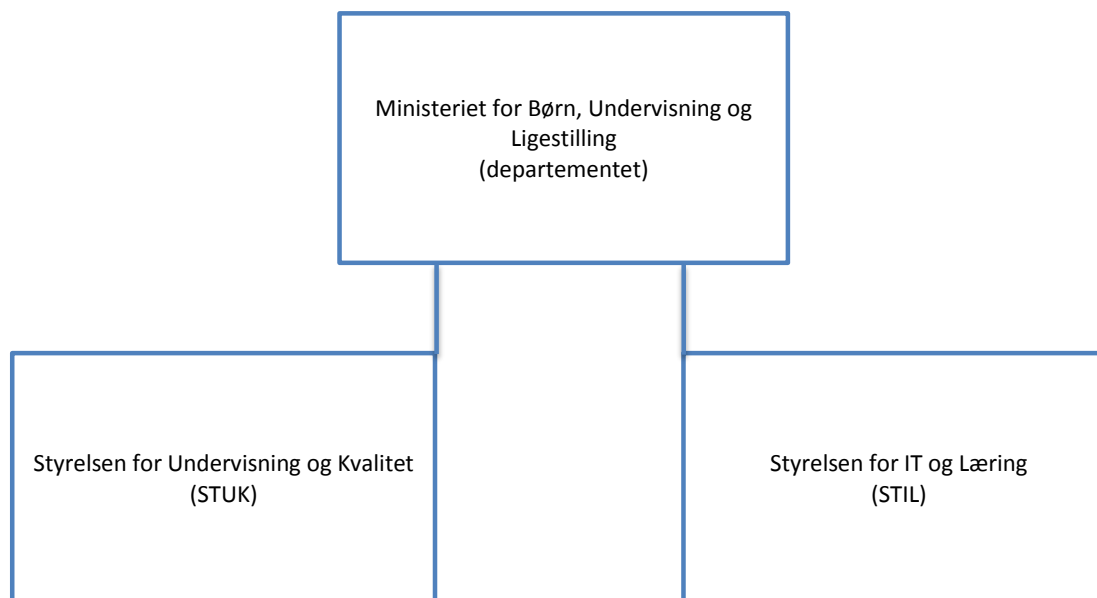 Ministeriet for Børn, Undervisning og
Ligestilling
(departementet)
Styrelsen for Undervisning og Kvalitet
(STUK)
Styrelsen for IT og Læring
(STIL)